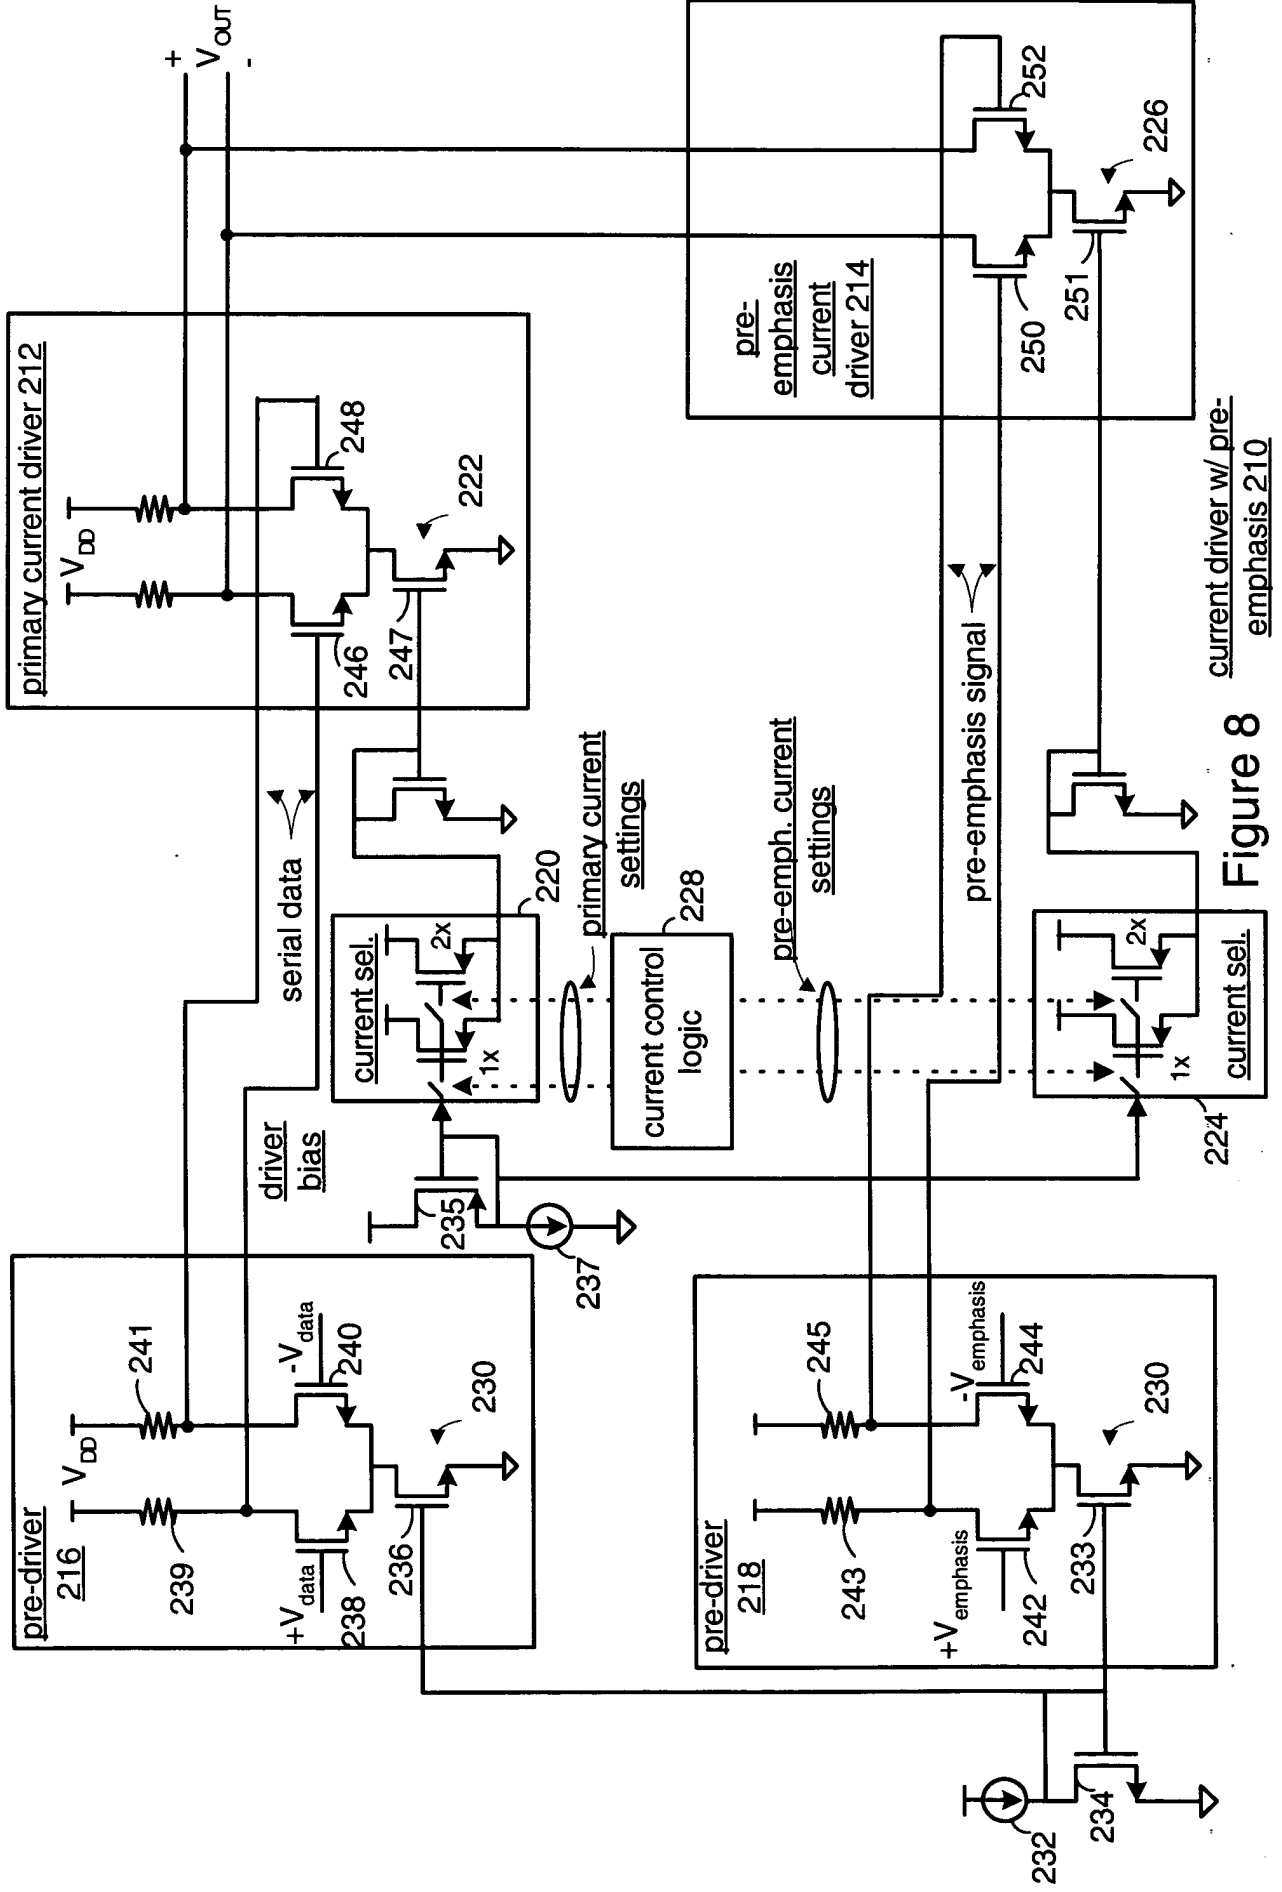 +
V_OUT
-
primary current driver 212
V_DD
248
246
222
247
serial data
pre-driver
216
V_DD
241
239
-V_data
240
+V_data
238
236
230
driver
bias
235
237
current sel.
2x
1x
220
primary current
settings
current control
logic
228
pre-emph. current
settings
pre-emphasis signal
pre-
emphasis
current
driver 214
252
250
251
226
pre-driver
218
245
243
-V_emphasis
244
+V_emphasis
242
233
230
232
234
2x
1x
current sel.
224
current driver w/ pre-
emphasis 210
Figure 8